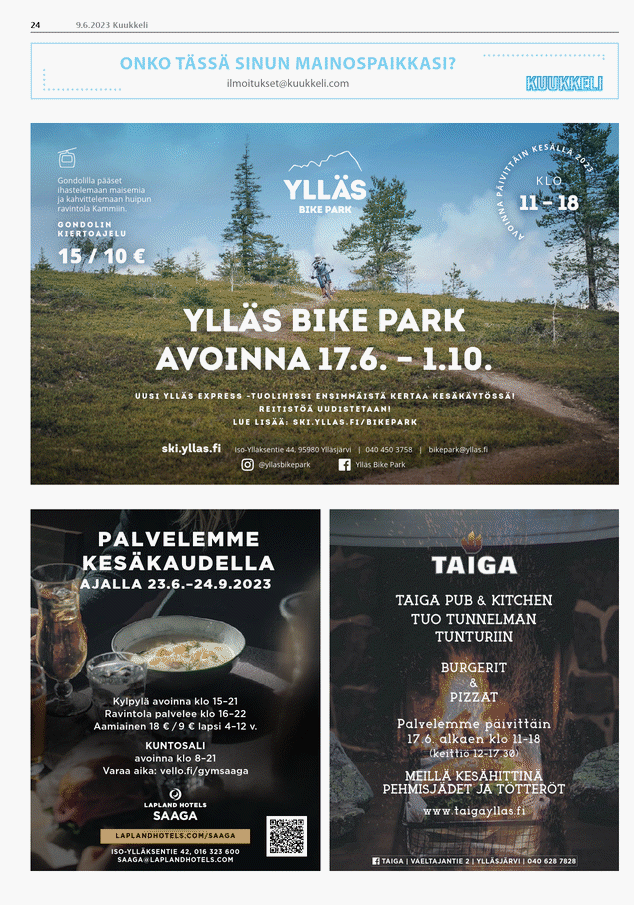 24
9.6.2023 Kuukkeli
ONKO TÄSSÄ SINUN MAINOSPAIKKASI?
ilmoitukset@kuukkeli.com
KUUKKELI
Gondolilla pääset
ihastelemaan maisemia
ja kahvittelemaan huipun
ravintola Kammiin.
GONDOLIN
KIERTOAJELU
15 / 10 €
YLLÄS
BIKE PARK
AVOINNA PÄIVITTÄIN KESÄLLÄ 2023
KLO
11 – 18
YLLÄS BIKE PARK
AVOINNA 17.6. – 1.10.
UUSI YLLÄS EXPRESS -TUOLIHISSI ENSIMMÄISTÄ KERTAA KESÄKÄYTÖSSÄ!
REITISTÖÄ UUDISTETAAN!
LUE LISÄÄ: SKI.YLLAS.FI/BIKEPARK
ski.yllas.fi Iso-Ylläksentie 44, 95980 Ylläsjärvi | 040 450 3758 | bikepark@yllas.fi
@yllasbikepark Ylläs Bike Park
PALVELEMME
KESÄKAUDELLA
AJALLA 23.6.-24.9.2023
Kylpylä avoinna klo 15–21
Ravintola palvelee klo 16–22
Aamiainen 18 € / 9 € lapsi 4–12 v.
KUNTOSALI
avoinna klo 8–21
Varaa aika: vello.fi/gymsaaga
LAPLAND HOTELS
SAAGA
LAPLANDHOTELS.COM/SAAGA
ISO-YLLÄKSENTIE 42, 016 323 600
SAAGA@LAPLANDHOTELS.COM
TAIGA
TAIGA PUB & KITCHEN
TUO TUNNELMAN
TUNTURIIN
BURGERIT
&
PIZZAT
Palvelemme päivittäin
17.6. alkaen klo 11-18
(keittiö 12-17.30)
MEILLÄ KESÄHITTINÄ
PEHMISJÄDET JA TÖTTERÖT
www.taigayllas.fi
TAIGA | VAELTAJANTIE 2 | YLLÄSJÄRVI | 040 628 7828